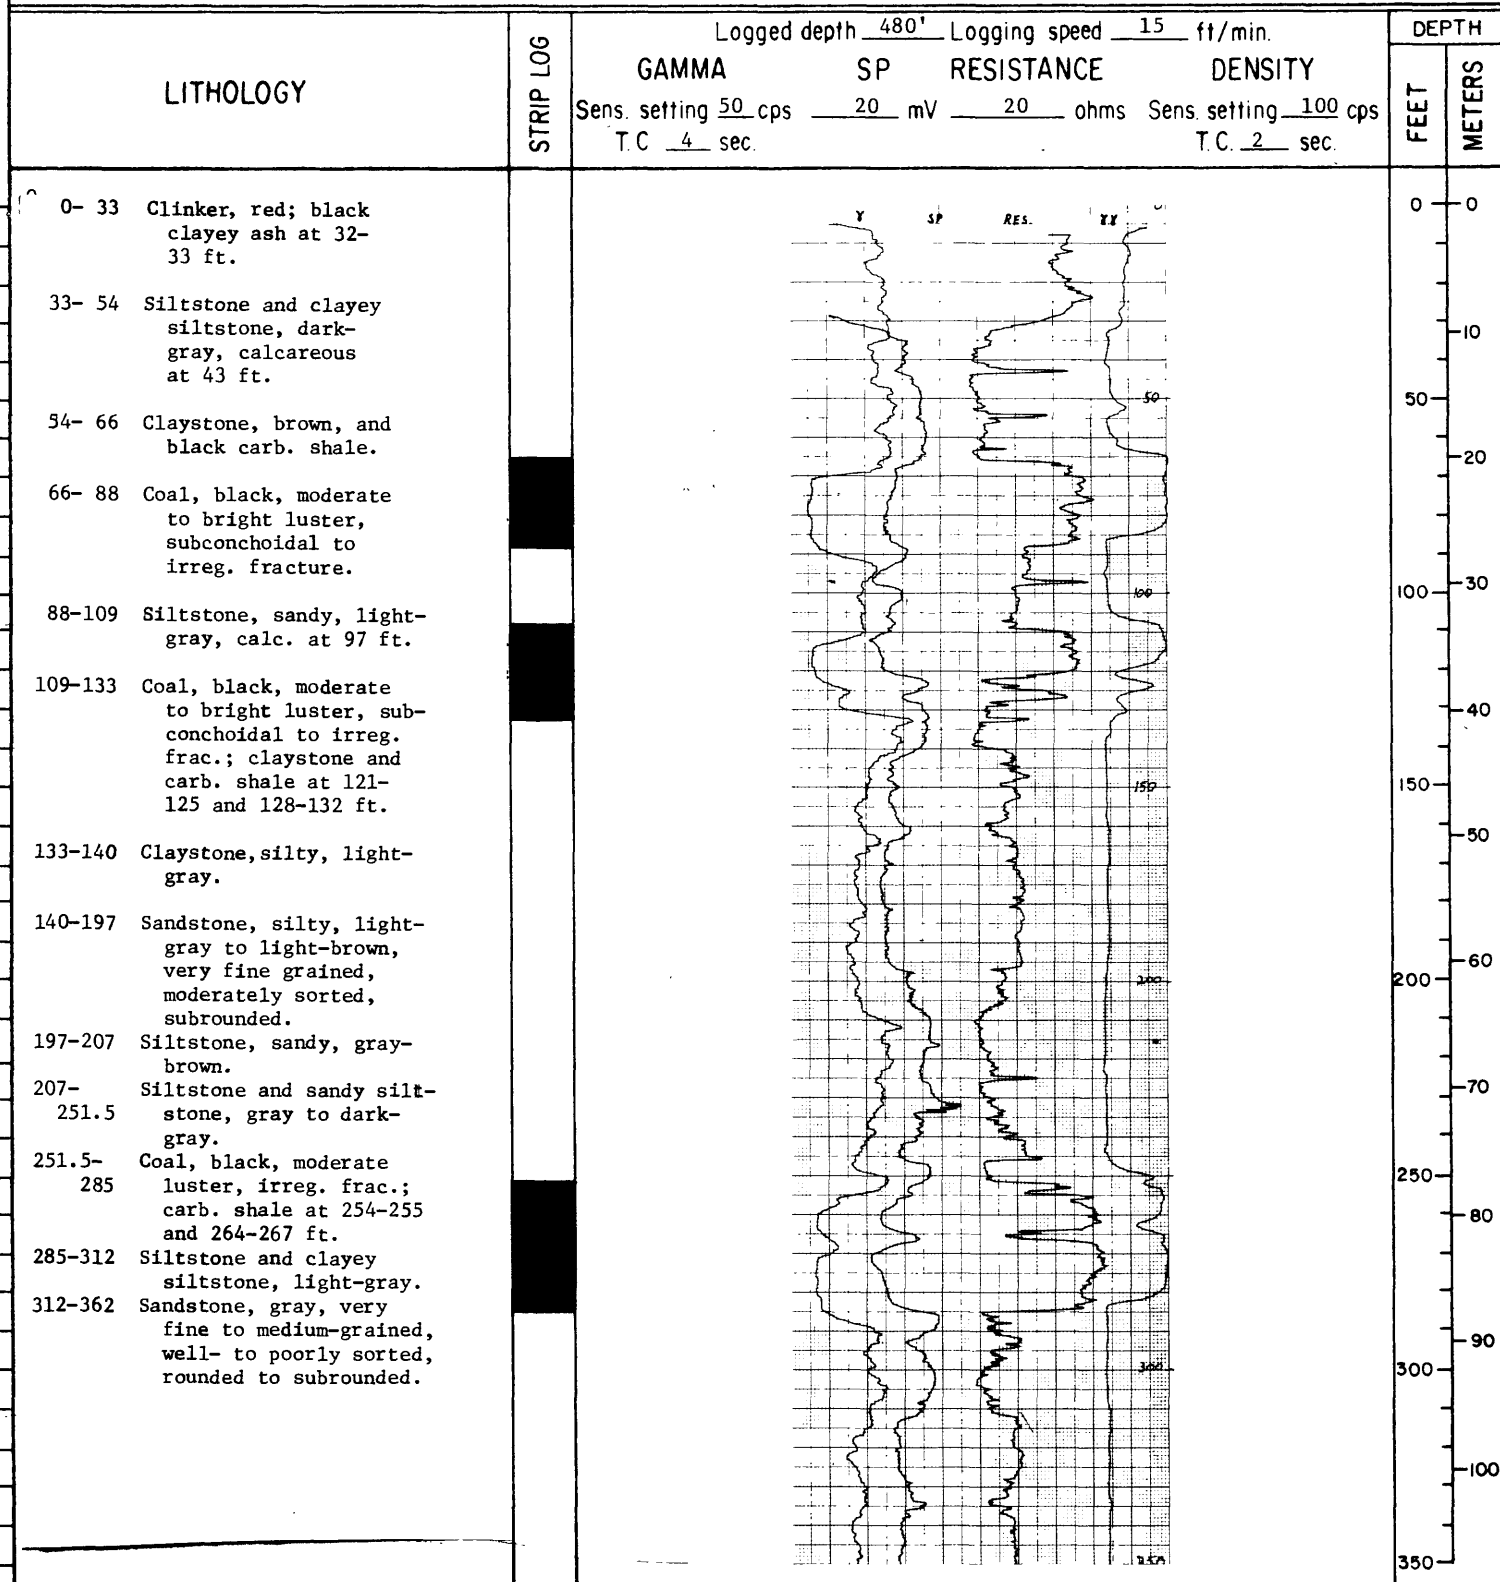 Logged depth 480' Logging speed 15 ft/min.
LITHOLOGY
STRIP LOG
GAMMA SP RESISTANCE DENSITY
Sens. setting 50 cps 20 mV 20 ohms Sens. setting 100 cps
T.C 4 sec. T.C. 2 sec.
DEPTH
FEET
METERS
0- 33 Clinker, red; black
clayey ash at 32-
33 ft.
33- 54 Siltstone and clayey
siltstone, dark-
gray, calcareous
at 43 ft.
54- 66 Claystone, brown, and
black carb. shale.
66- 88 Coal, black, moderate
to bright luster,
subconchoidal to
irreg. fracture.
88-109 Siltstone, sandy, light-
gray, calc. at 97 ft.
109-133 Coal, black, moderate
to bright luster, sub-
conchoidal to irreg.
frac.; claystone and
carb. shale at 121-
125 and 128-132 ft.
133-140 Claystone, silty, light-
gray.
140-197 Sandstone, silty, light-
gray to light-brown,
very fine grained,
moderately sorted,
subrounded.
197-207 Siltstone, sandy, gray-
brown.
207- Siltstone and sandy silt-
251.5 stone, gray to dark-
gray.
251.5- Coal, black, moderate
285 luster, irreg. frac.;
carb. shale at 254-255
and 264-267 ft.
285-312 Siltstone and clayey
siltstone, light-gray.
312-362 Sandstone, gray, very
fine to medium-grained,
well- to poorly sorted,
rounded to subrounded.
γ SP RES. γγ
50
100
150
200
300
350
0 0
10
50
20
100 30
40
150
50
60
200
70
250
80
90
300
100
350